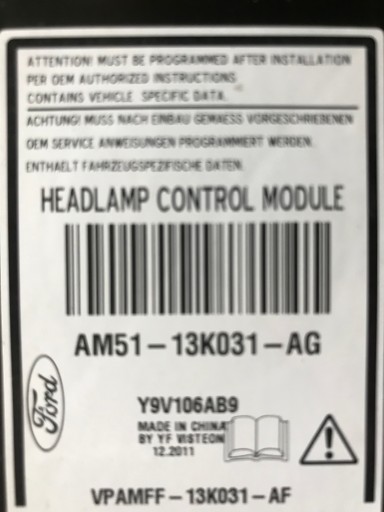 ATTENTION! MUST BE PROGRAMMED AFTER INSTALLATION
PER OEM AUTHORIZED INSTRUCTIONS.
CONTAINS VEHICLE SPECIFIC DATA.
ACHTUNG! MUSS NACH EINBAU GEMAESS VORGESCHRIEBENEN
OEM SERVICE ANWEISUNGEN PROGRAMMIERT WERDEN.
ENTHAELT FAHRZEUGSPEZIFISCHE DATEN.
HEADLAMP CONTROL MODULE
AM51-13K031-AG
Ford
Y9V106AB9
MADE IN CHINA
BY YF VISTEON
12.2011
VPAMFF-13K031-AF